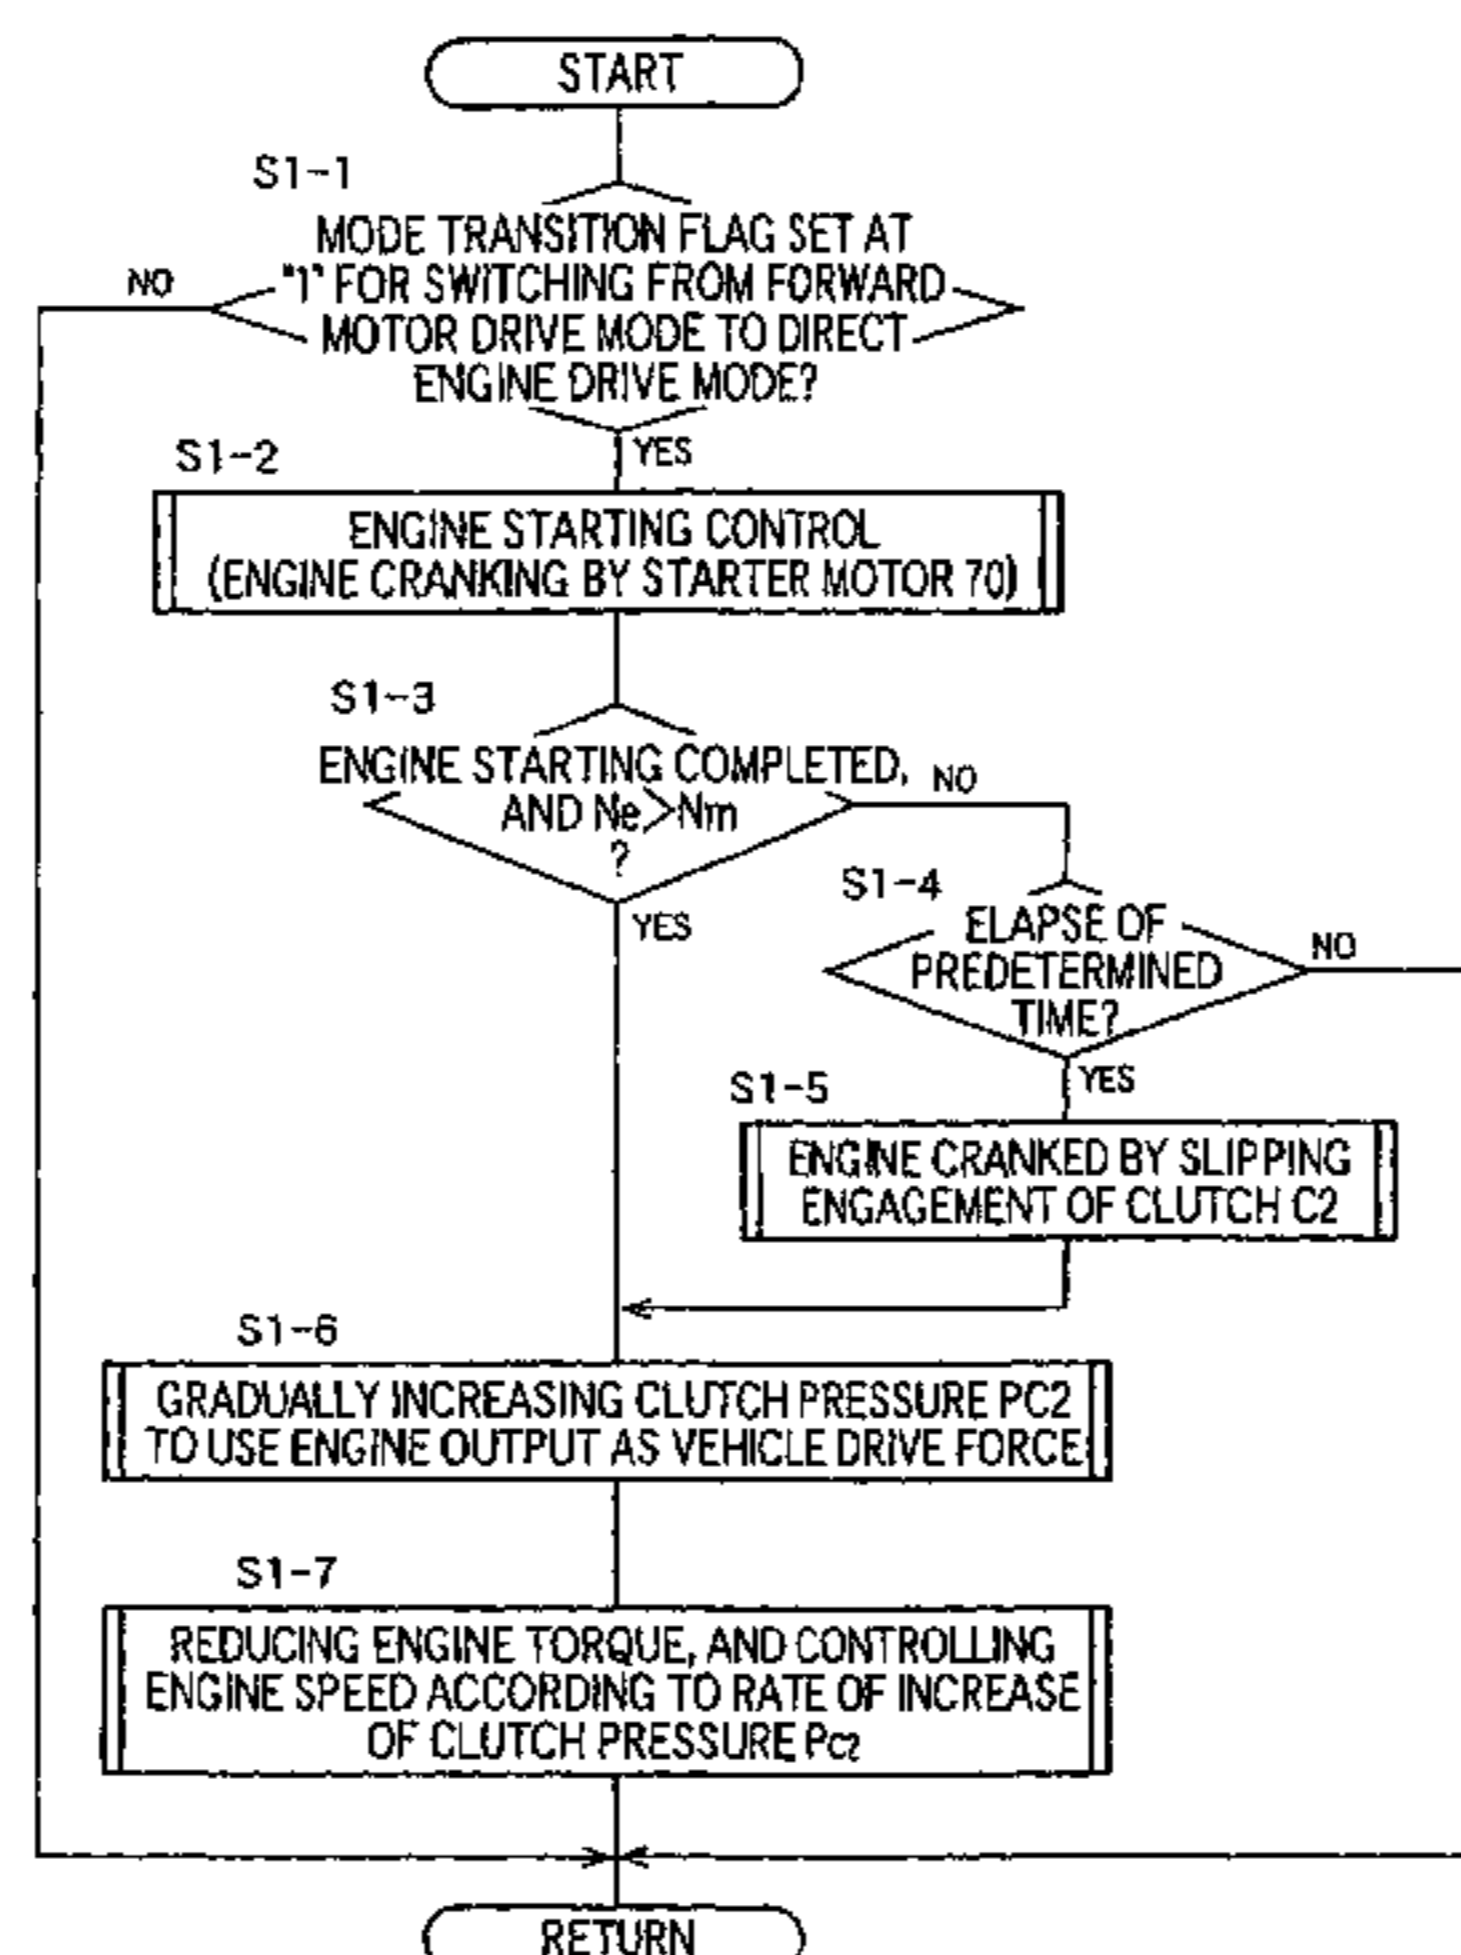 START
S1-1
MODE TRANSITION FLAG SET AT
"1" FOR SWITCHING FROM FORWARD
MOTOR DRIVE MODE TO DIRECT
ENGINE DRIVE MODE?
NO
YES
S1-2
ENGINE STARTING CONTROL
(ENGINE CRANKING BY STARTER MOTOR 70)
S1-3
ENGINE STARTING COMPLETED,
AND Ne>Nm
?
NO
YES
S1-4
ELAPSE OF
PREDETERMINED
TIME?
NO
YES
S1-5
ENGINE CRANKED BY SLIPPING
ENGAGEMENT OF CLUTCH C2
S1-6
GRADUALLY INCREASING CLUTCH PRESSURE PC2
TO USE ENGINE OUTPUT AS VEHICLE DRIVE FORCE
S1-7
REDUCING ENGINE TORQUE, AND CONTROLLING
ENGINE SPEED ACCORDING TO RATE OF INCREASE
OF CLUTCH PRESSURE Pc2
RETURN